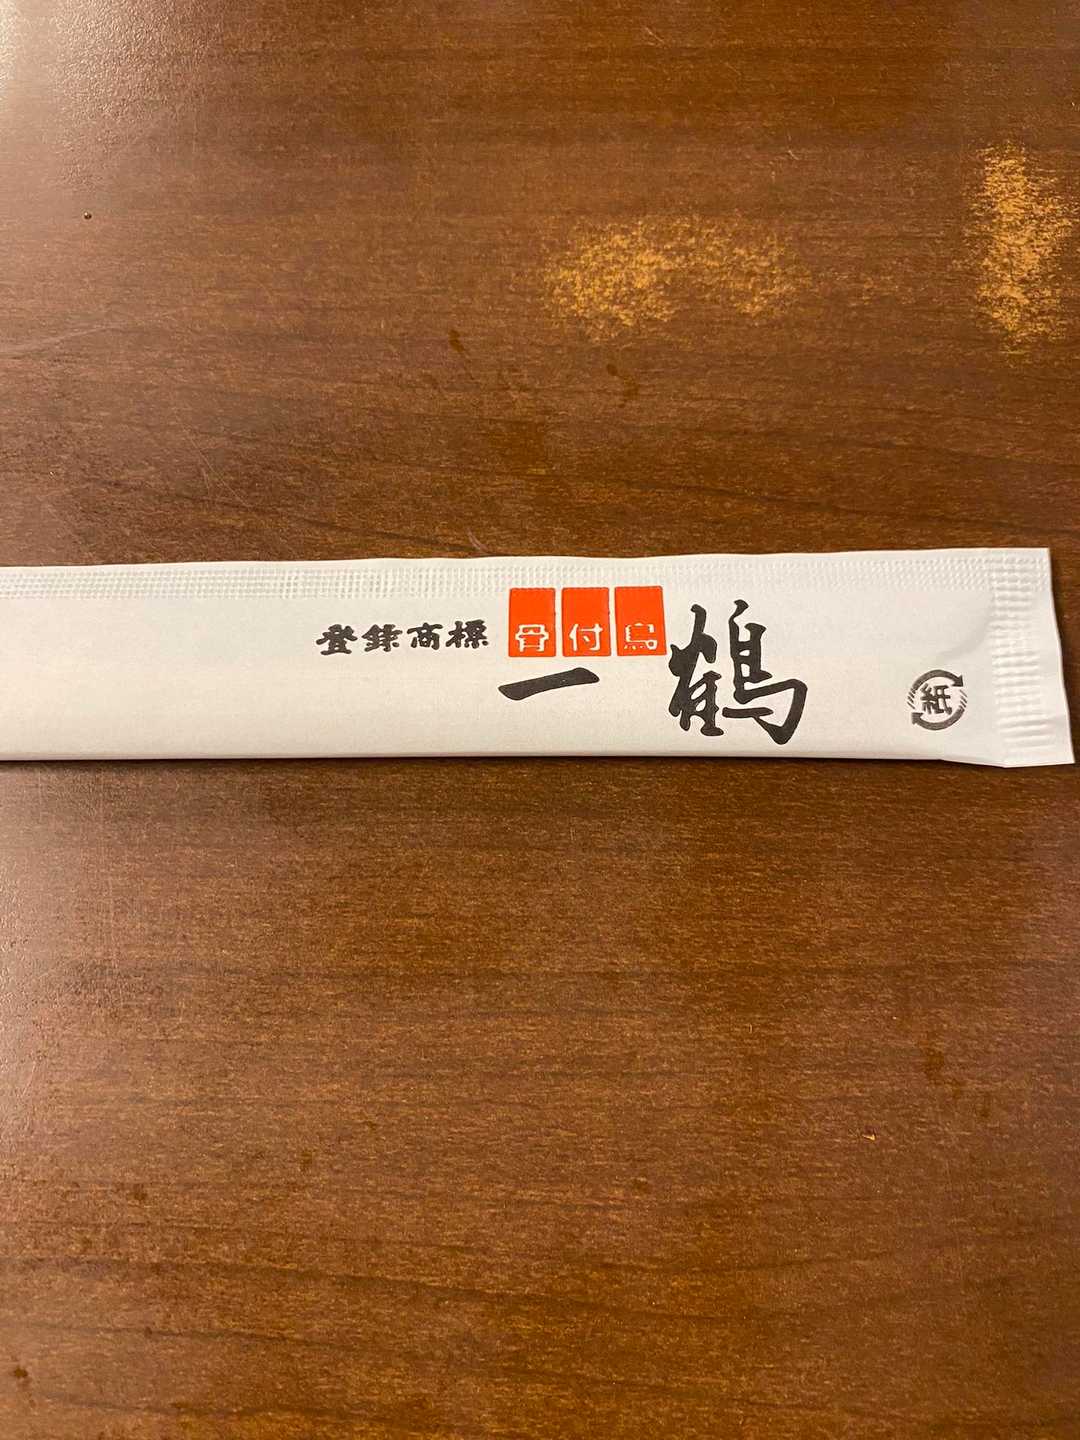 登録商標 骨付鳥
一鶴
紙